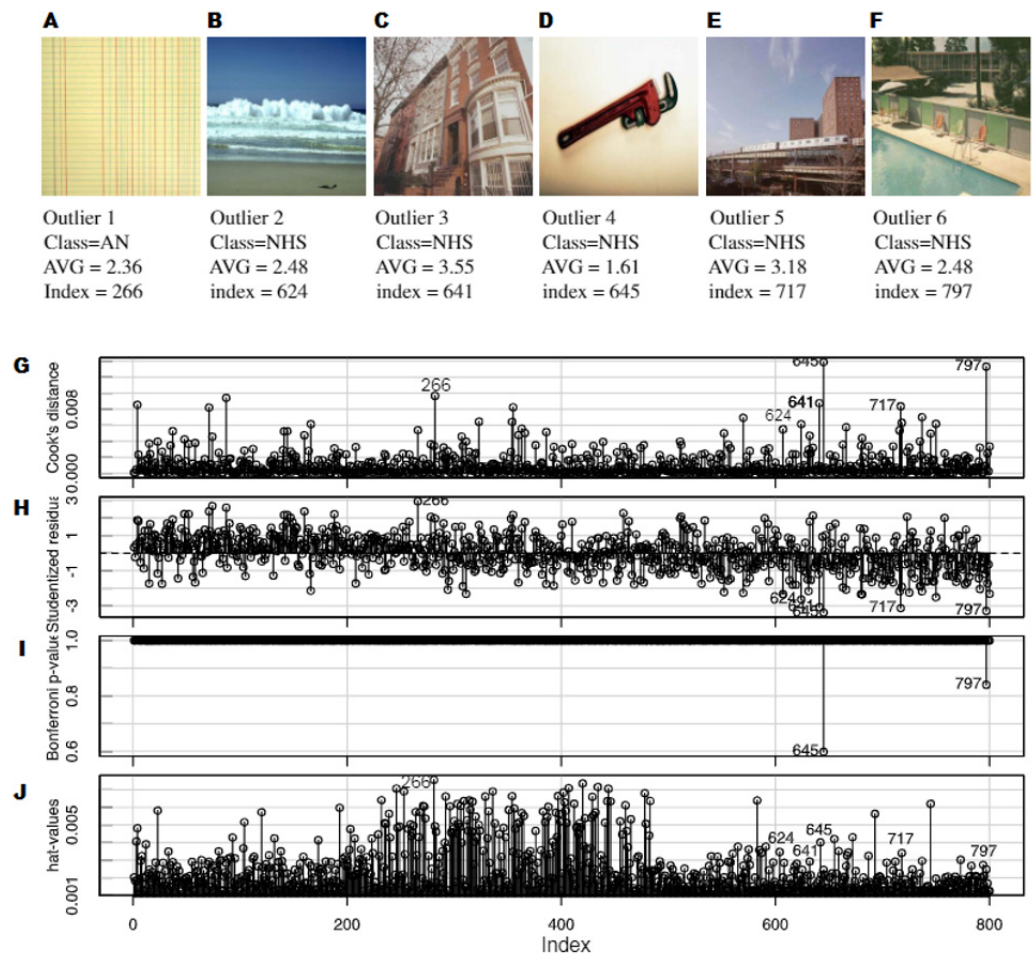 A B C D E F
Outlier 1
Class=AN
AVG = 2.36
Index = 266
Outlier 2
Class=NHS
AVG = 2.48
index = 624
Outlier 3
Class=NHS
AVG = 3.55
index = 641
Outlier 4
Class=NHS
AVG = 1.61
index = 645
Outlier 5
Class=NHS
AVG = 3.18
index = 717
Outlier 6
Class=NHS
AVG = 2.48
index = 797
G
Cook's distance
0.008
0.000
266
624
641
645
717
797
H
Studentized residua
3
1
-1
-3
266
624
641
645
717
797
I
Bonferroni p-value
1.0
0.8
0.6
645
797
J
hat-values
0.005
0.001
266
624
641
645
717
797
0 200 400 600 800
Index